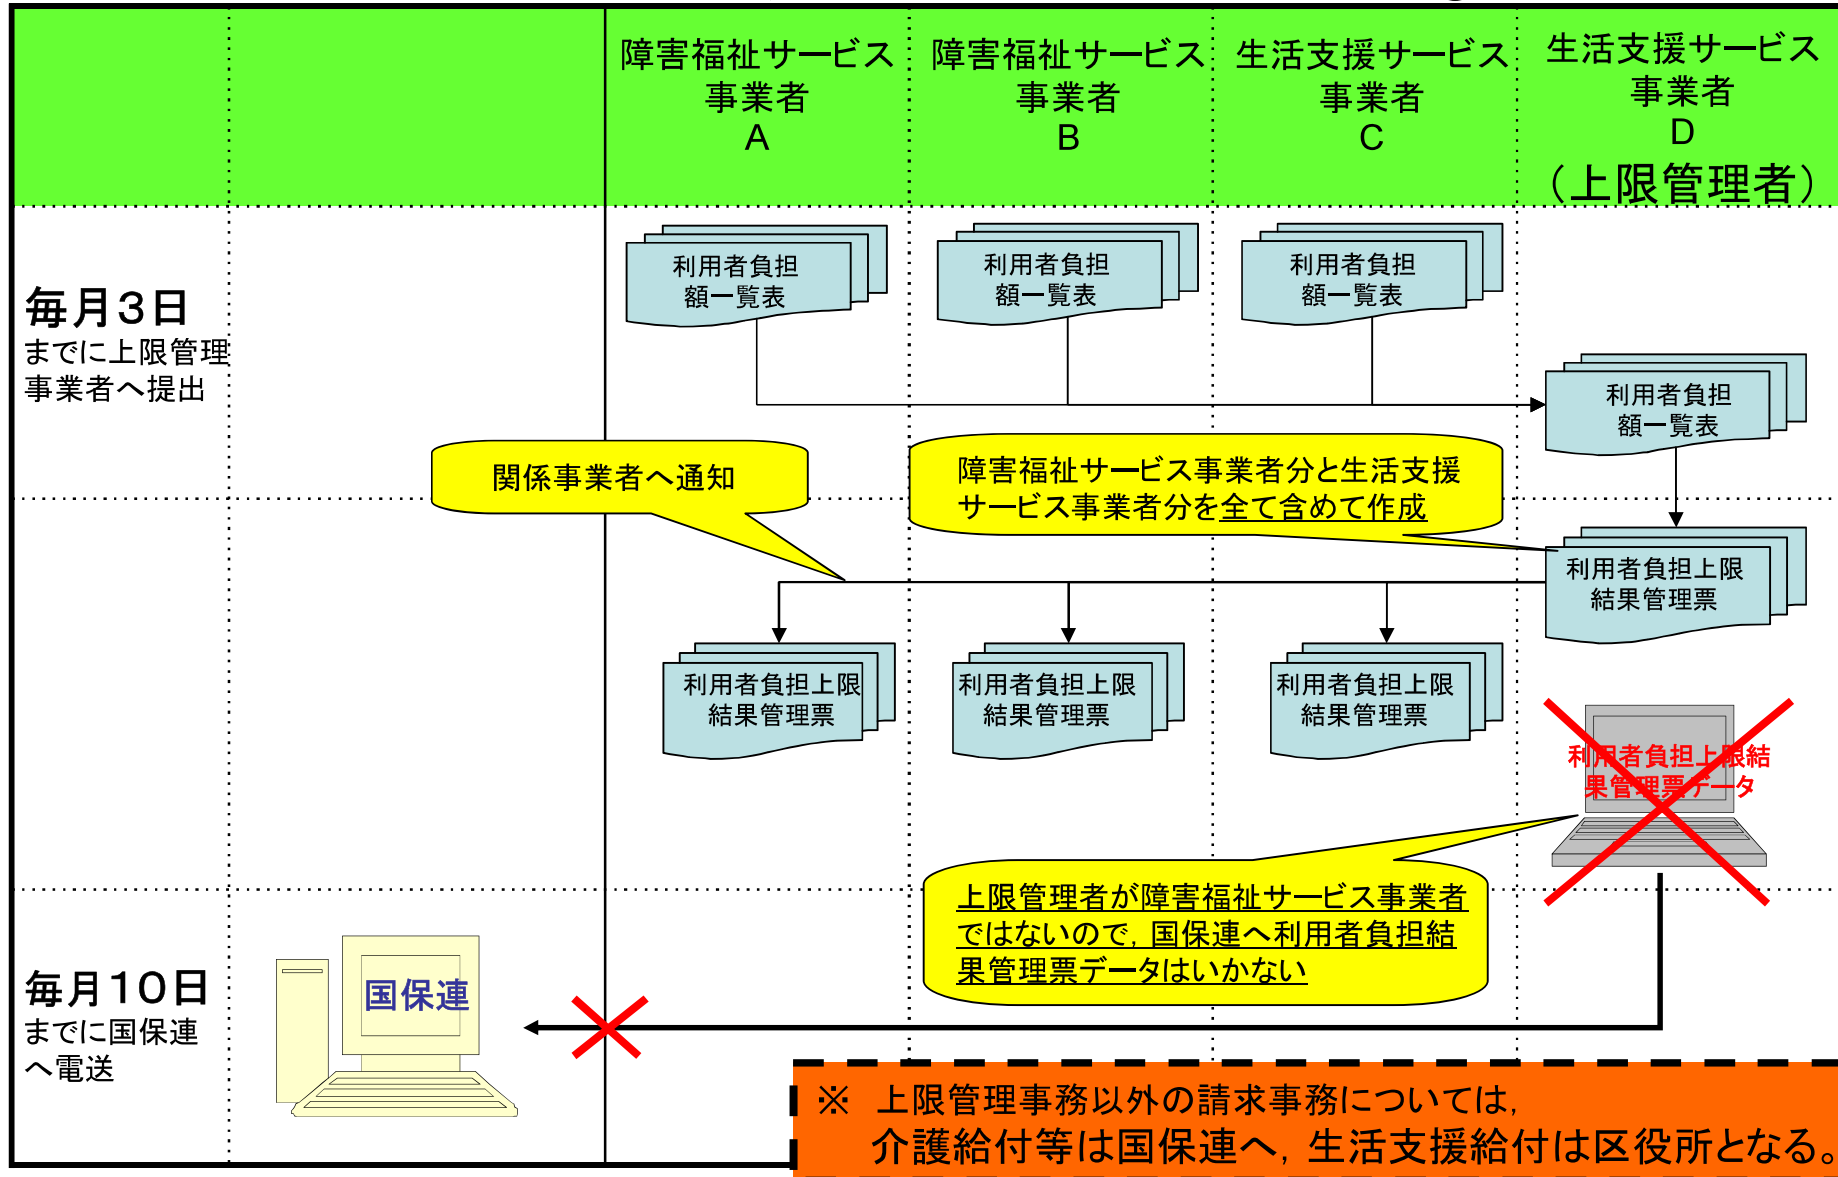 障害福祉サービス
事業者
A
障害福祉サービス
事業者
B
生活支援サービス
事業者
C
生活支援サービス
事業者
D
（上限管理者）
毎月３日
までに上限管理
事業者へ提出
利用者負担
額一覧表
利用者負担
額一覧表
利用者負担
額一覧表
利用者負担
額一覧表
関係事業者へ通知
障害福祉サービス事業者分と生活支援
サービス事業者分を全て含めて作成
利用者負担上限
結果管理票
利用者負担上限
結果管理票
利用者負担上限
結果管理票
利用者負担上限
結果管理票
利用者負担上限結
果管理票データ
上限管理者が障害福祉サービス事業者
ではないので，国保連へ利用者負担結
果管理票データはいかない
毎月１０日
までに国保連
へ電送
国保連
※　上限管理事務以外の請求事務については，
介護給付等は国保連へ，生活支援給付は区役所となる。